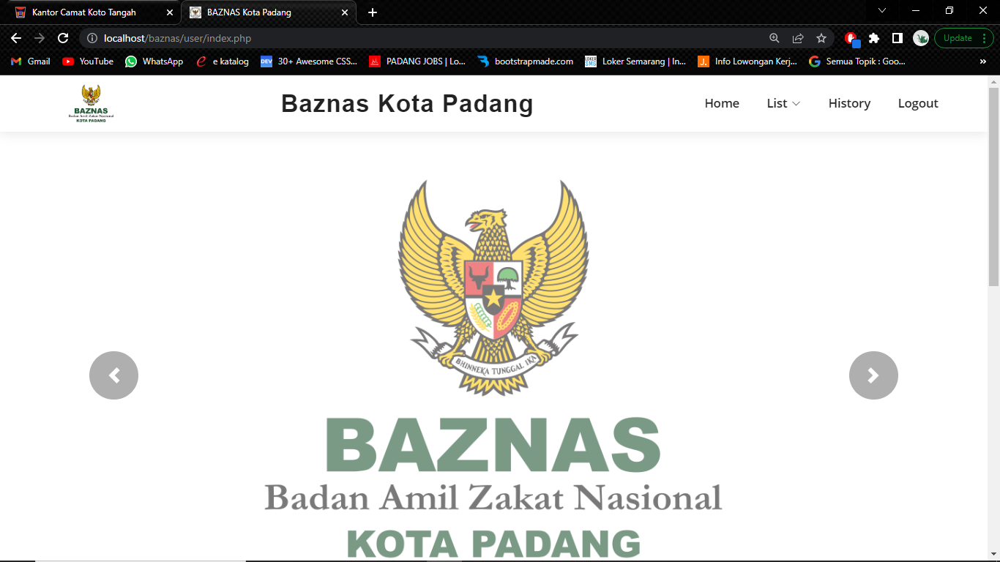 Kantor Camat Koto Tangah
BAZNAS Kota Padang
localhost/baznas/user/index.php
Update
Gmail
YouTube
WhatsApp
e katalog
DEV
30+ Awesome CSS...
PADANG JOBS | Lo...
bootstrapmade.com
LOKER
SMG
Loker Semarang | In...
J.
Info Lowongan Kerj...
Semua Topik : Goo...
»
BAZNAS
Badan Amil Zakat Nasional
KOTA PADANG
Baznas Kota Padang
Home
List
History
Logout
BHINNEKA TUNGGAL IKA
BAZNAS
Badan Amil Zakat Nasional
KOTA PADANG